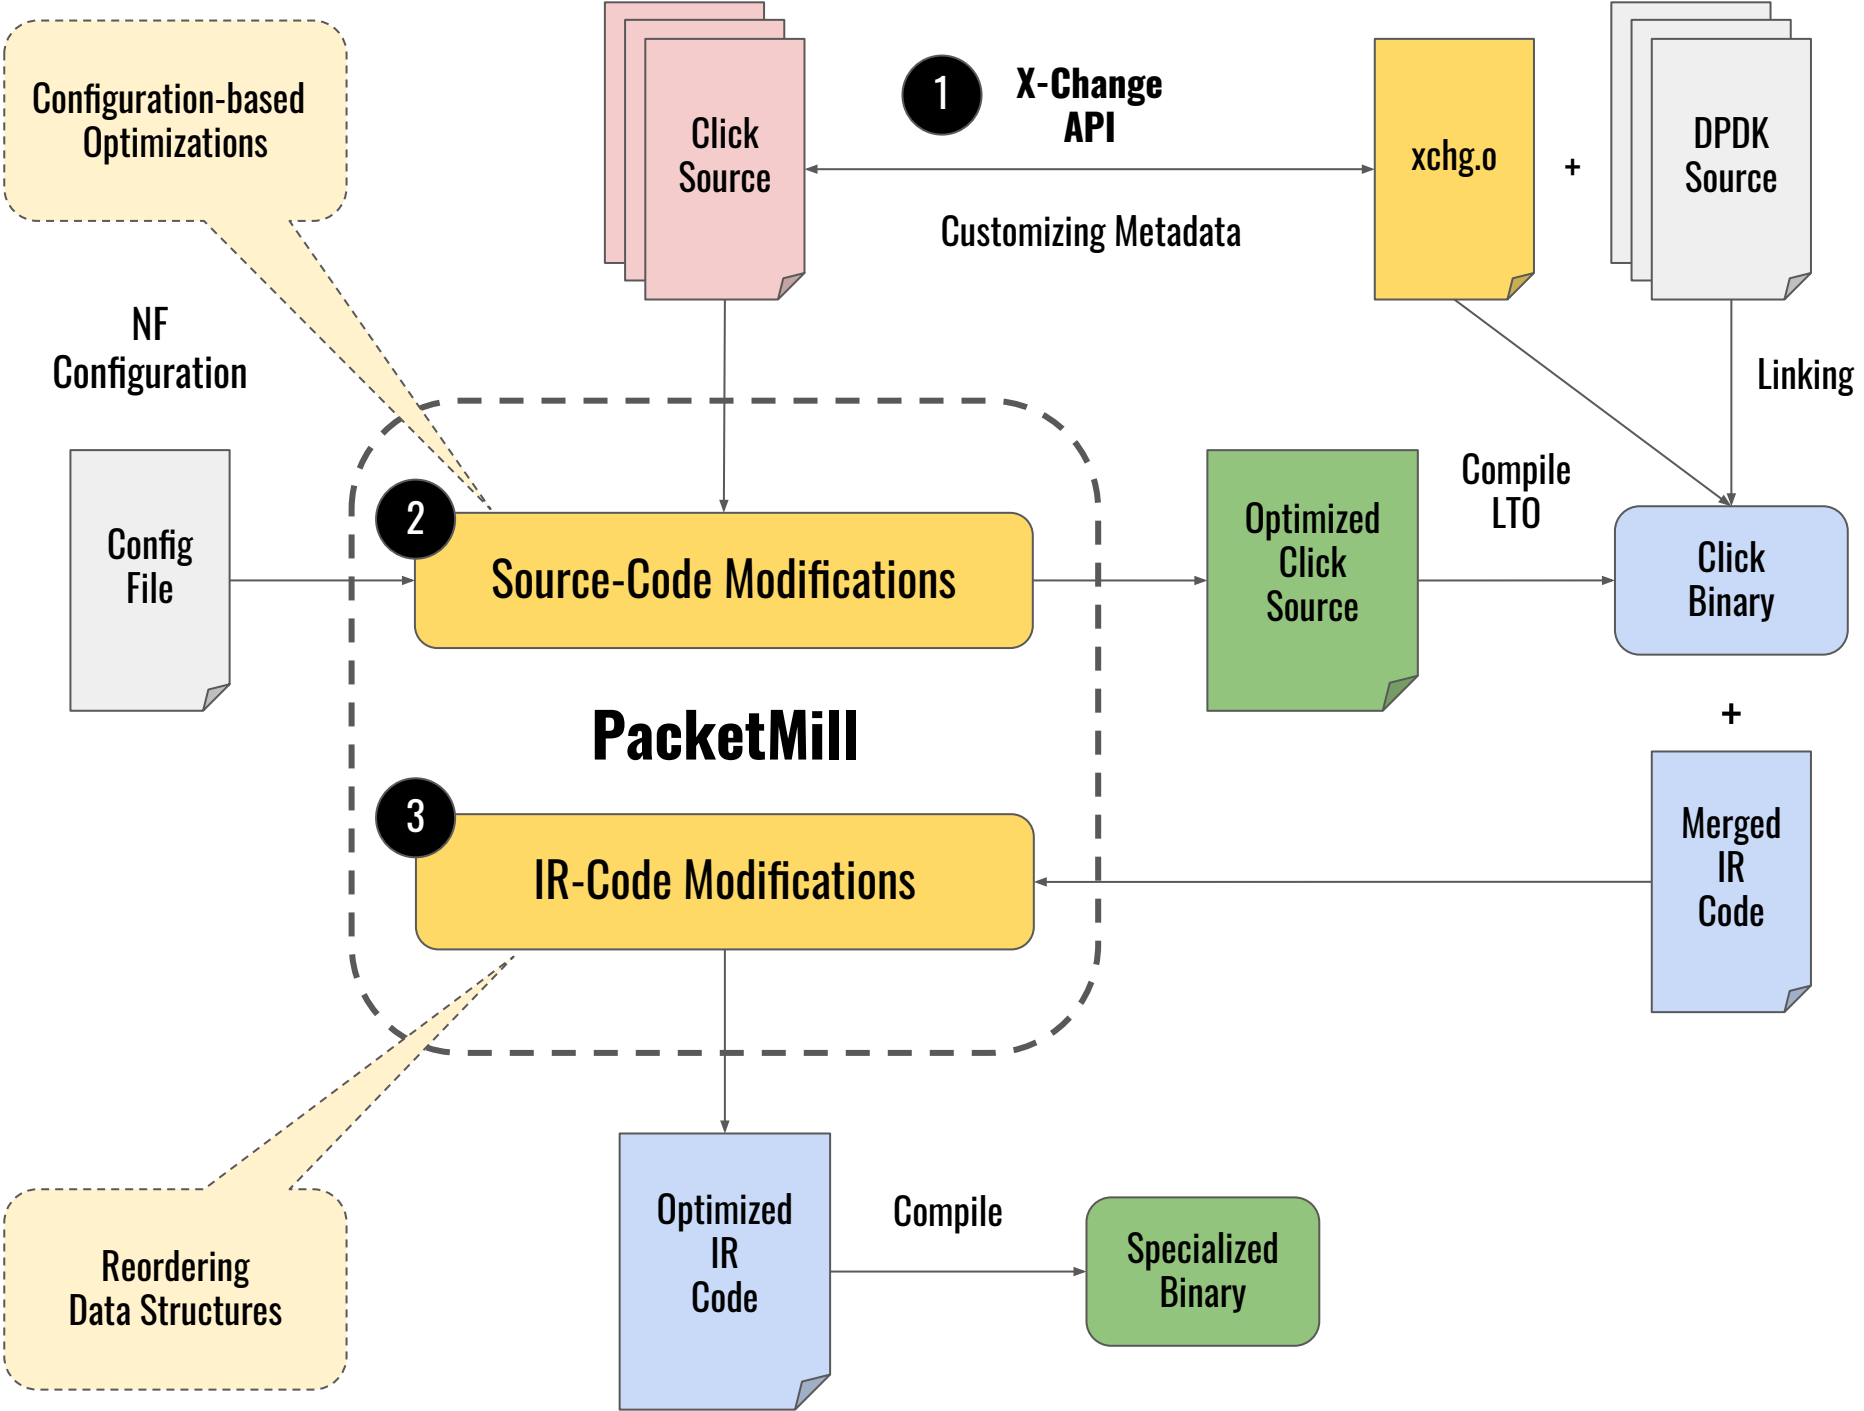 Configuration-based
Optimizations
Click
Source
1
X-Change
API
Customizing Metadata
xchg.o
+
DPDK
Source
NF
Configuration
Linking
Config
File
2
Source-Code Modifications
Optimized
Click
Source
Compile
LTO
Click
Binary
PacketMill
+
3
IR-Code Modifications
Merged
IR
Code
Reordering
Data Structures
Optimized
IR
Code
Compile
Specialized
Binary